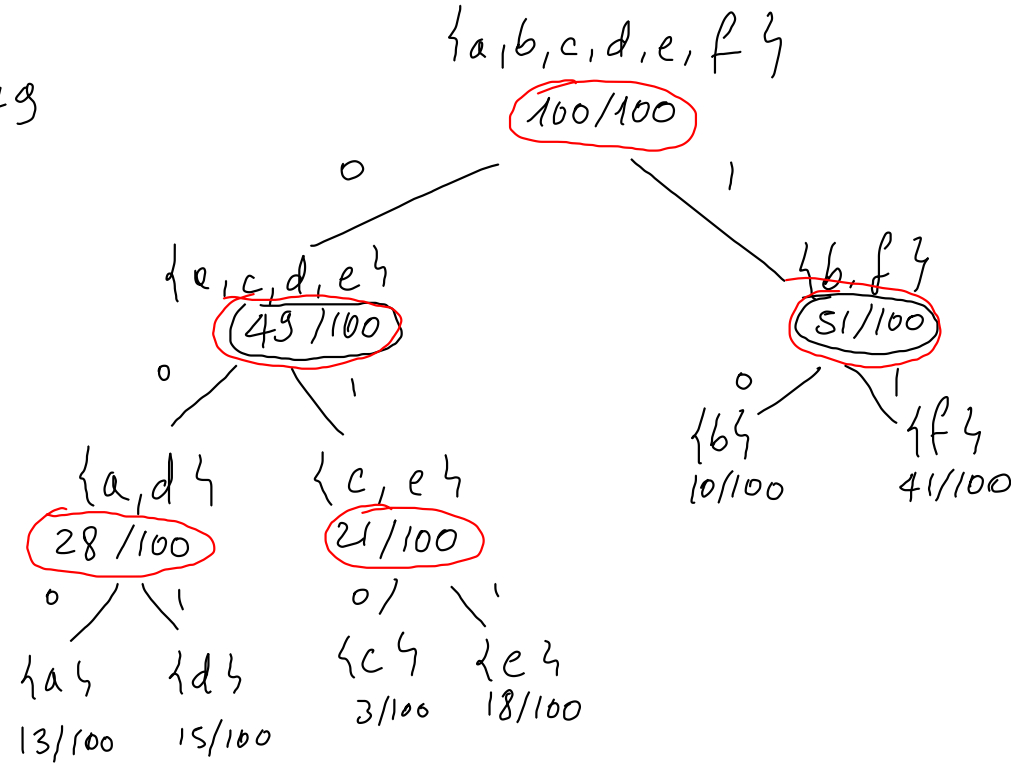 {a,b,c,d,e,f}
9
100/100
0 1
{e,c,d,e} {b,f}
49/100 51/100
0 1 0 1
{b} {f}
10/100 41/100
{a,d} {c,e}
28/100 21/100
0 1 0 1
{a} {d} {c} {e}
13/100 15/100 3/100 18/100